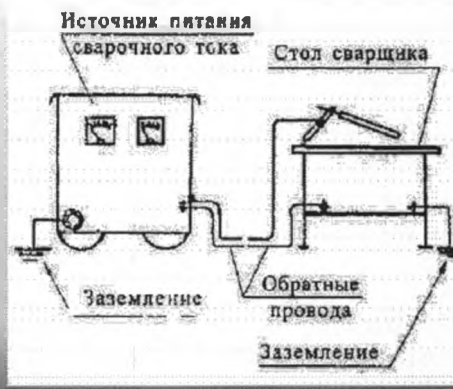 Источник питания
сварочного тока
Стол сварщика
Заземление
Обратные
провода
Заземление